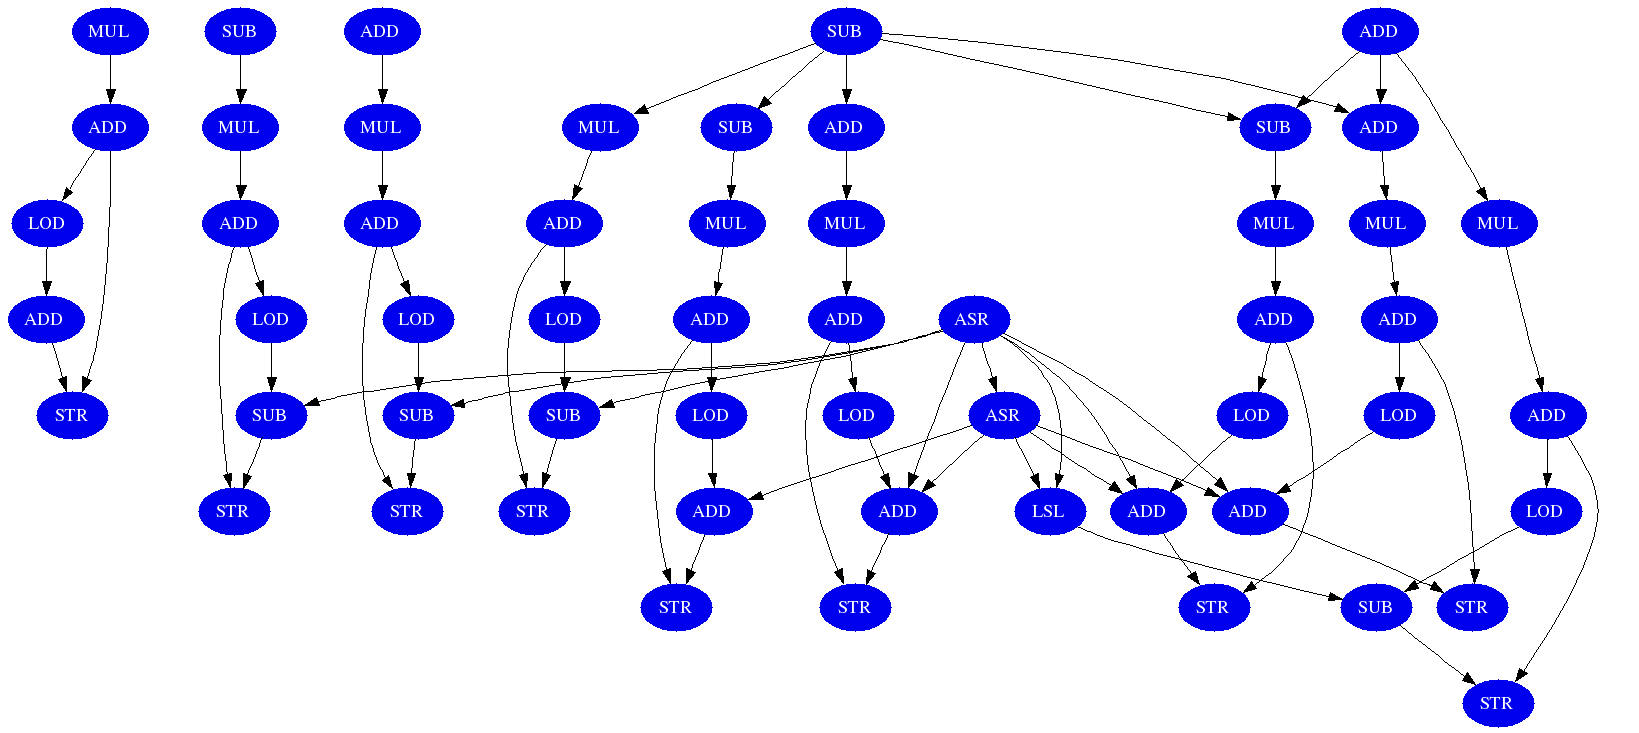 MUL SUB ADD SUB ADD
ADD MUL MUL MUL SUB ADD SUB ADD
LOD ADD ADD ADD MUL MUL MUL MUL MUL
ADD LOD LOD LOD ADD ADD ASR ADD ADD
STR SUB SUB SUB LOD LOD ASR LOD LOD ADD
STR STR STR ADD ADD LSL ADD ADD LOD
STR STR STR SUB STR
STR